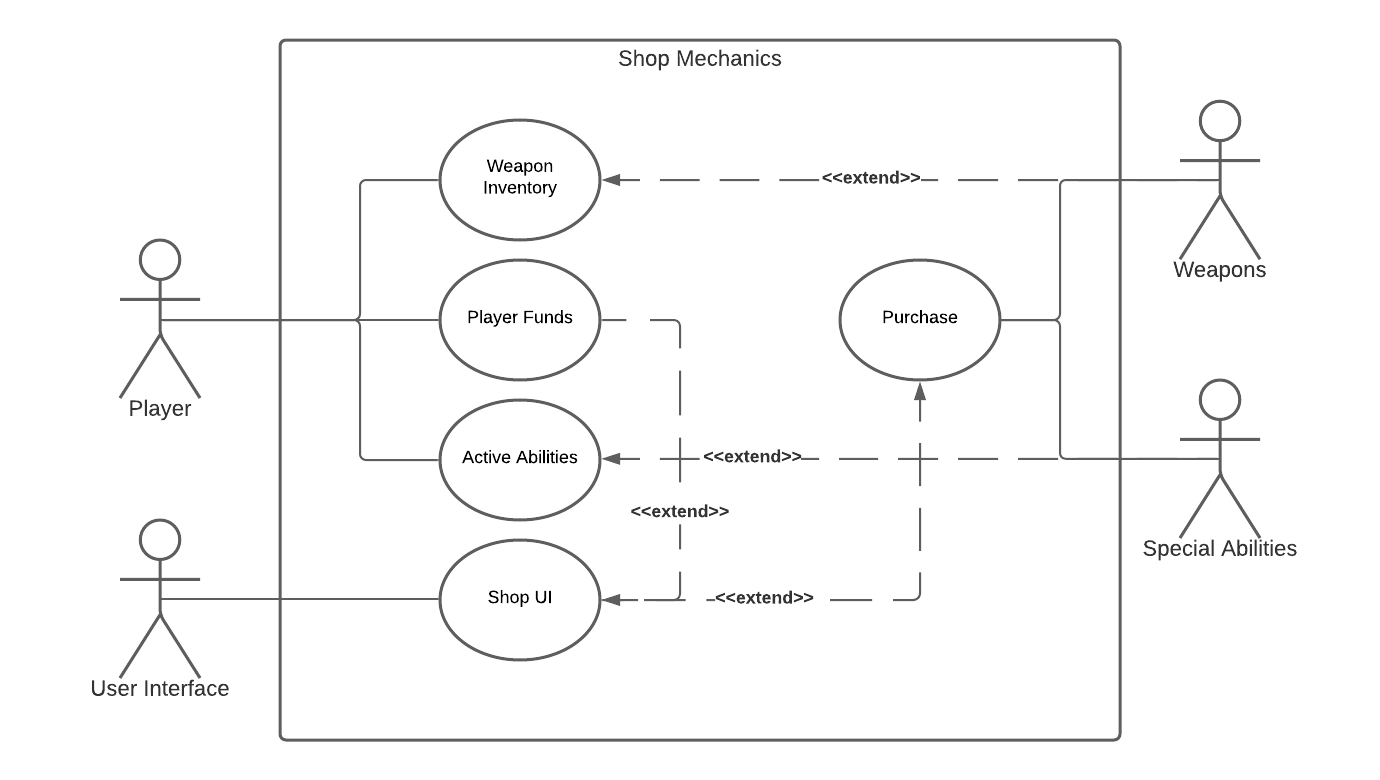 Shop Mechanics
Weapon
Inventory
<<extend>>
Weapons
Player Funds
Purchase
Player
Active Abilities
<<extend>>
<<extend>>
Special Abilities
Shop UI
<<extend>>
User Interface